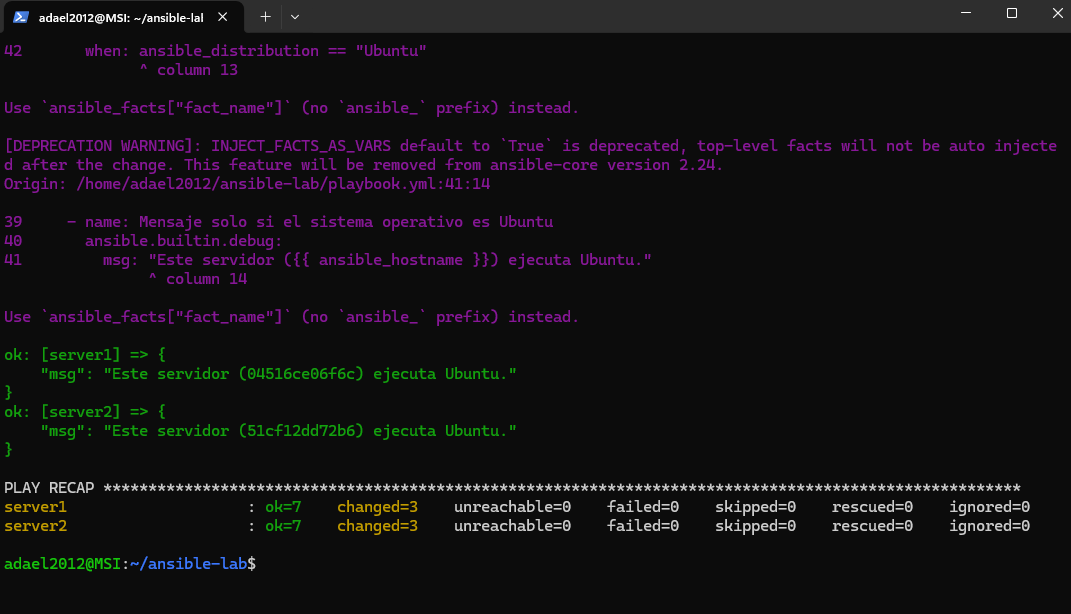 adael2012@MSI: ~/ansible-lal
42       when: ansible_distribution == "Ubuntu"
               ^ column 13
Use `ansible_facts["fact_name"]` (no `ansible_` prefix) instead.
[DEPRECATION WARNING]: INJECT_FACTS_AS_VARS default to `True` is deprecated, top-level facts will not be auto injecte
d after the change. This feature will be removed from ansible-core version 2.24.
Origin: /home/adael2012/ansible-lab/playbook.yml:41:14
39     - name: Mensaje solo si el sistema operativo es Ubuntu
40       ansible.builtin.debug:
41         msg: "Este servidor ({{ ansible_hostname }}) ejecuta Ubuntu."
                ^ column 14
Use `ansible_facts["fact_name"]` (no `ansible_` prefix) instead.
ok: [server1] => {
    "msg": "Este servidor (04516ce06f6c) ejecuta Ubuntu."
}
ok: [server2] => {
    "msg": "Este servidor (51cf12dd72b6) ejecuta Ubuntu."
}
PLAY RECAP ******************************************************************************************************
server1                    : ok=7    changed=3    unreachable=0    failed=0    skipped=0    rescued=0    ignored=0
server2                    : ok=7    changed=3    unreachable=0    failed=0    skipped=0    rescued=0    ignored=0
adael2012@MSI:~/ansible-lab$